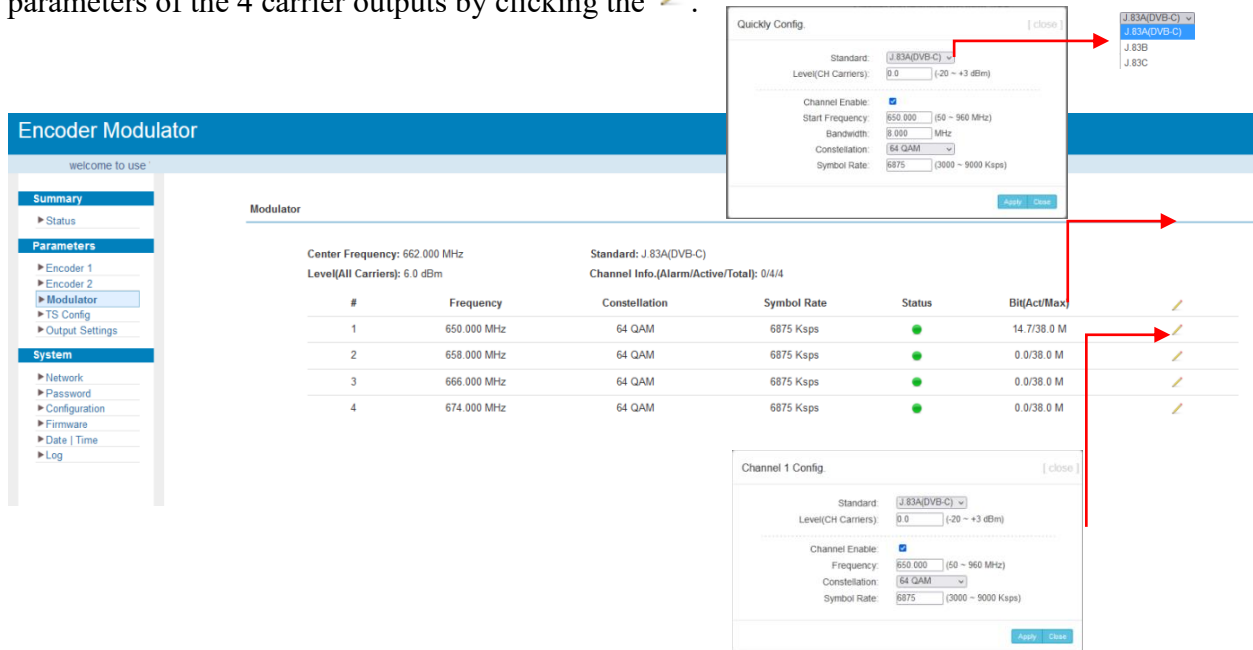 parameters of the 4 carrier outputs by clicking the .
Quickly Config. [ close ]
Standard: J.83A(DVB-C)
Level(CH Carriers): 0.0 (-20 ~ +3 dBm)
Channel Enable:
Start Frequency: 650.000 (50 ~ 960 MHz)
Bandwidth: 8.000 MHz
Constellation: 64 QAM
Symbol Rate: 6875 (3000 ~ 9000 Ksps)
Apply Close
J.83A(DVB-C)
J.83A(DVB-C)
J.83B
J.83C
Encoder Modulator
welcome to use
Summary
Status
Parameters
Encoder 1
Encoder 2
Modulator
TS Config
Output Settings
System
Network
Password
Configuration
Firmware
Date | Time
Log
Modulator
Center Frequency: 662.000 MHz Standard: J.83A(DVB-C)
Level(All Carriers): 6.0 dBm Channel Info.(Alarm/Active/Total): 0/4/4
# Frequency Constellation Symbol Rate Status Bit(Act/Max)
1 650.000 MHz 64 QAM 6875 Ksps 14.7/38.0 M
2 658.000 MHz 64 QAM 6875 Ksps 0.0/38.0 M
3 666.000 MHz 64 QAM 6875 Ksps 0.0/38.0 M
4 674.000 MHz 64 QAM 6875 Ksps 0.0/38.0 M
Channel 1 Config. [ close ]
Standard: J.83A(DVB-C)
Level(CH Carriers): 0.0 (-20 ~ +3 dBm)
Channel Enable:
Frequency: 650.000 (50 ~ 960 MHz)
Constellation: 64 QAM
Symbol Rate: 6875 (3000 ~ 9000 Ksps)
Apply Close